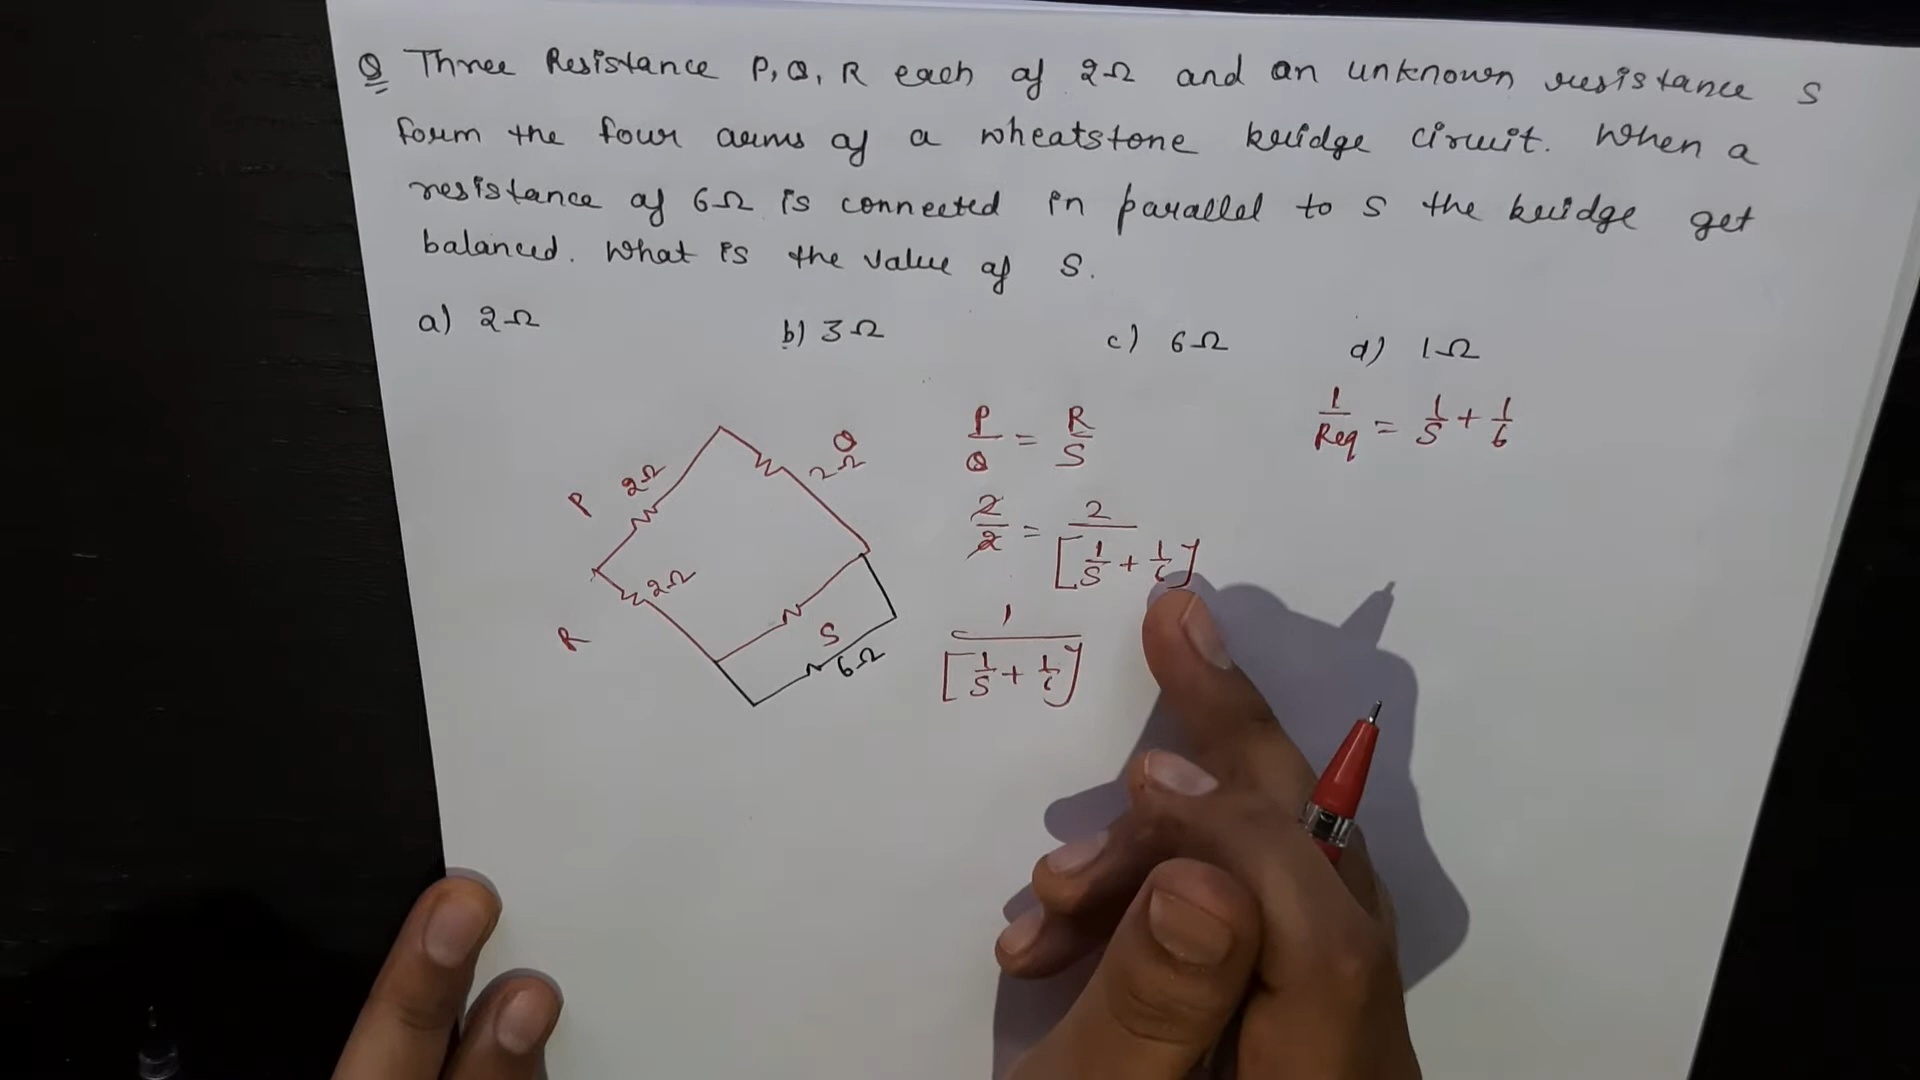 Q Three Resistance P, Q, R each of 2Ω and an unknown resistance S
form the four arms of a wheatstone bridge ciruit. When a
resistance of 6Ω is connected in parallel to S the bridge get
balanced. What is the value of S.
a) 2Ω b) 3Ω c) 6Ω d) 1Ω
P/Q = R/S
1/Req = 1/S + 1/6
P 2Ω
Q 2Ω
2/2 = 2/[1/S + 1/6]
R 2Ω
S
6Ω
1/[1/S + 1/6]